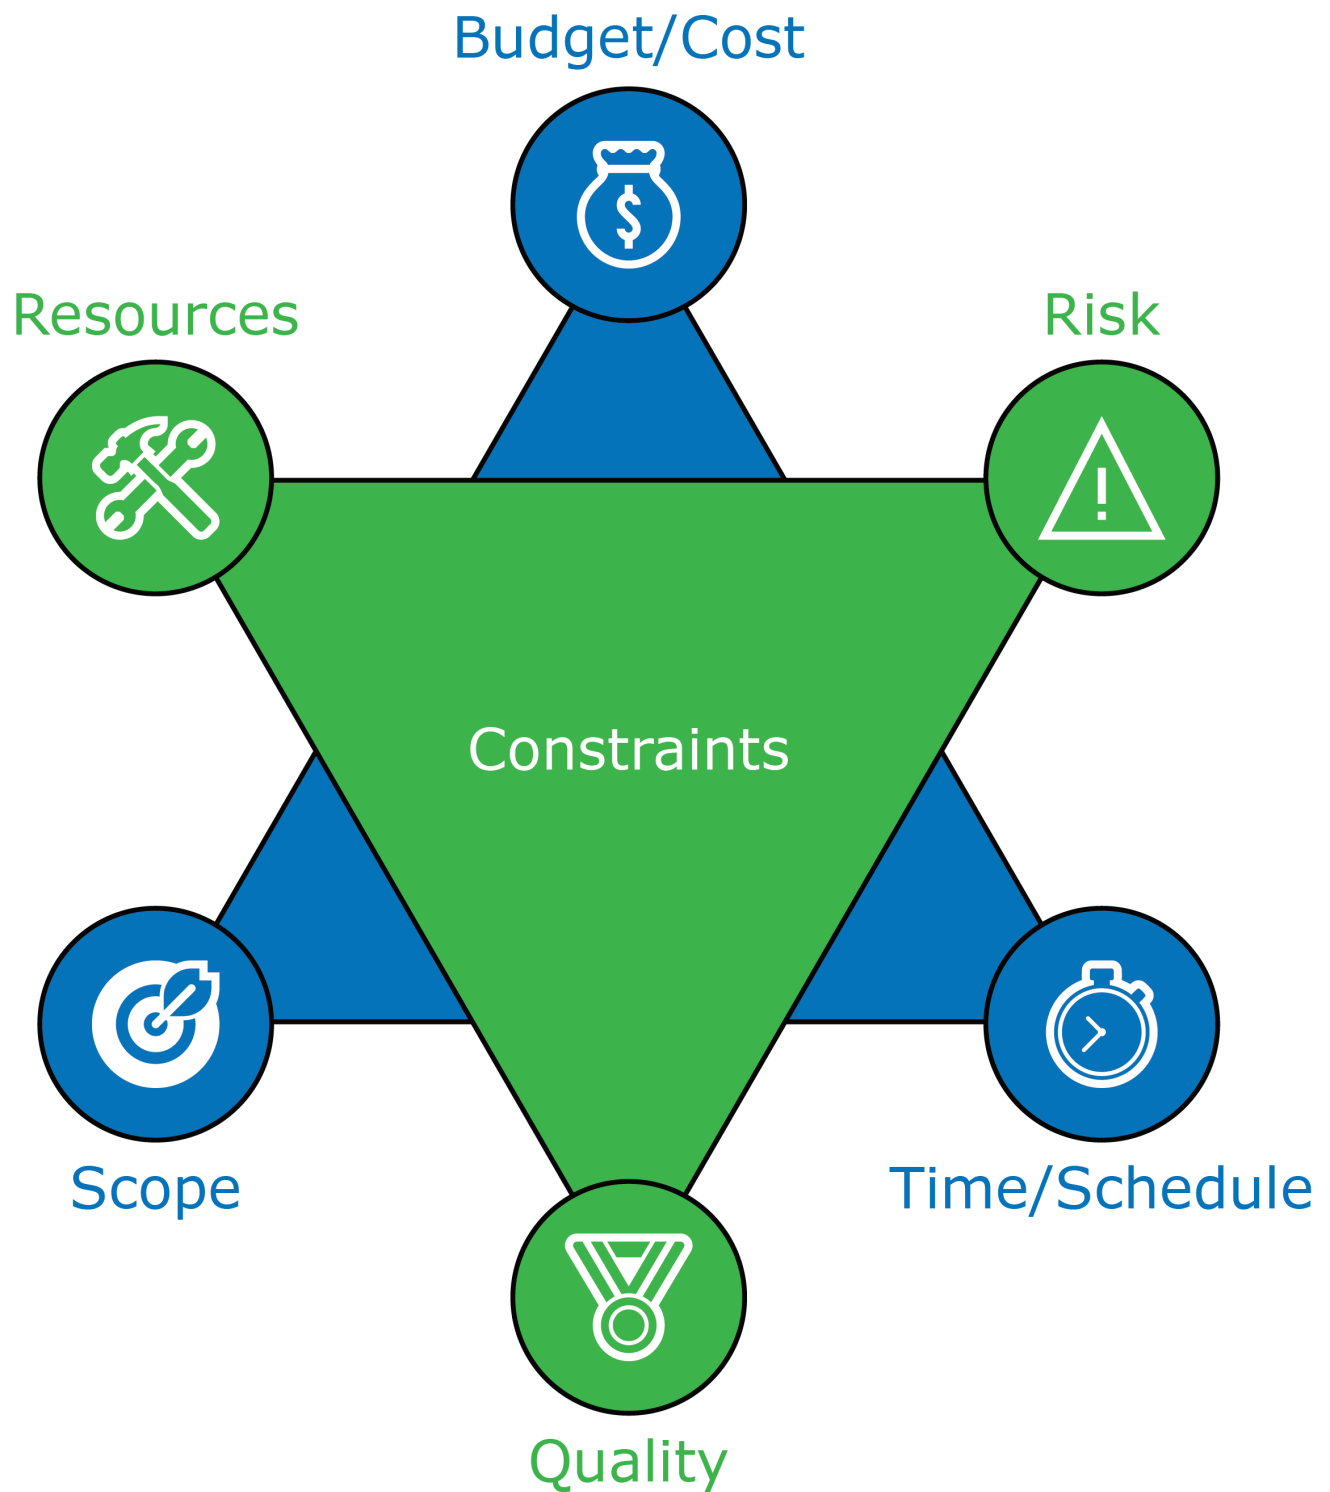 Budget/Cost
Resources
Risk
$
!
Constraints
Scope
Time/Schedule
Quality